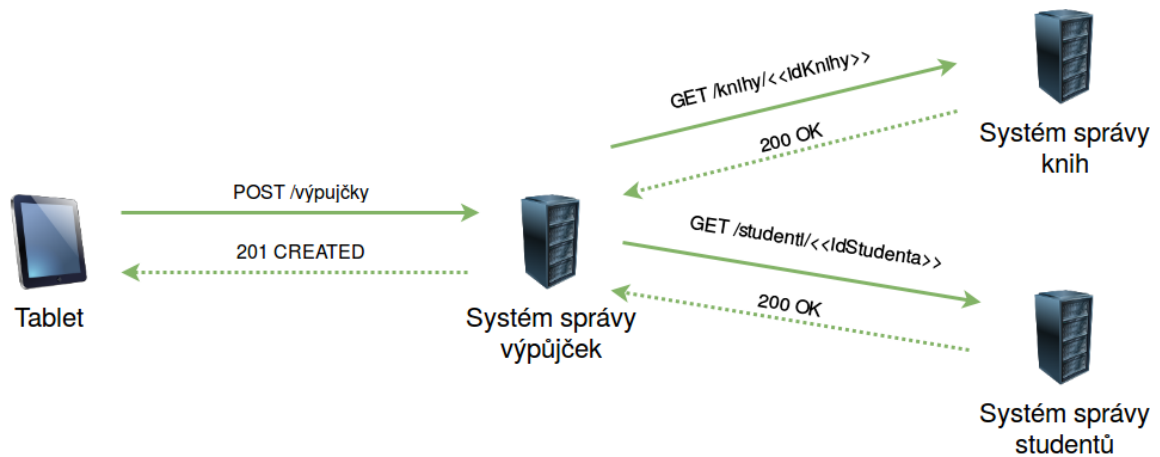 GET /knihy/<<idKnihy>>
200 OK
Systém správy
knih
POST /výpujčky
201 CREATED
Tablet
Systém správy
výpůjček
GET /studenti/<<idStudenta>>
200 OK
Systém správy
studentů